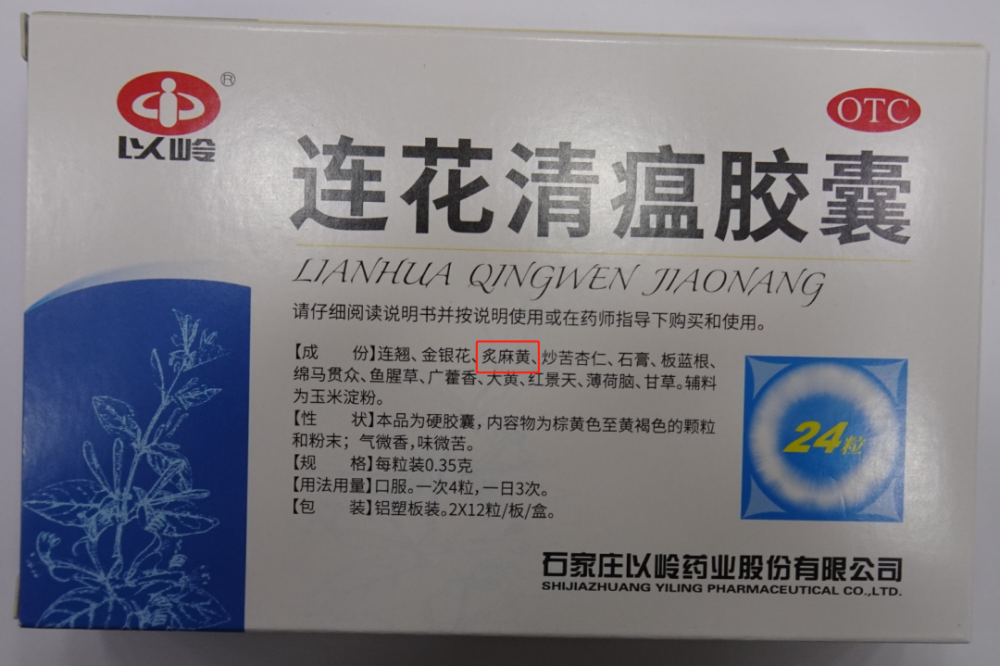 以岭®
OTC
连花清瘟胶囊
LIANHUA QINGWEN JIAONANG
请仔细阅读说明书并按说明使用或在药师指导下购买和使用。
【成 份】连翘、金银花、炙麻黄、炒苦杏仁、石膏、板蓝根、
绵马贯众、鱼腥草、广藿香、大黄、红景天、薄荷脑、甘草。辅料
为玉米淀粉。
【性 状】本品为硬胶囊，内容物为棕黄色至黄褐色的颗粒
和粉末；气微香，味微苦。
【规 格】每粒装0.35克
【用法用量】口服。一次4粒，一日3次。
【包 装】铝塑板装。2X12粒/板/盒。
24粒
石家庄以岭药业股份有限公司
SHIJIAZHUANG YILING PHARMACEUTICAL CO.,LTD.